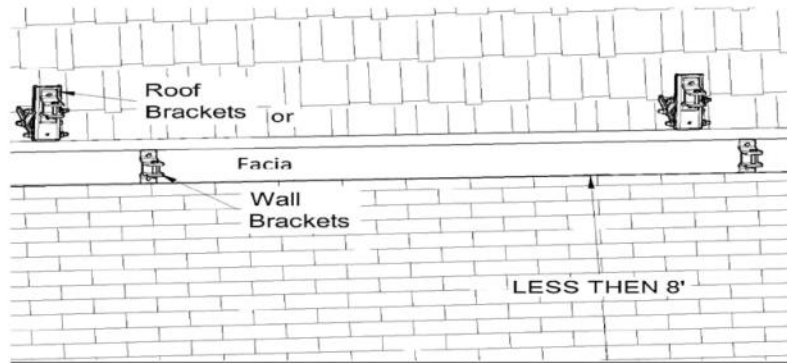 Roof
Brackets or
Facia
Wall
Brackets
LESS THEN 8'